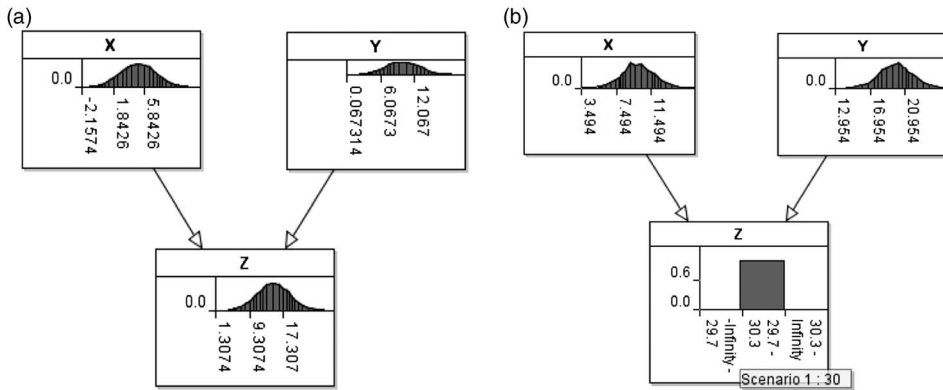 (a)
X
0.0
-2.1574
1.8426
5.8426
Y
0.0
0.067314
6.0673
12.067
Z
0.0
1.3074
9.3074
17.307
(b)
X
0.0
3.494
7.494
11.494
Y
0.0
12.954
16.954
20.954
Z
0.6
0.0
-Infinity -
29.7
29.7 -
30.3
30.3 -
Infinity
Scenario 1 : 30